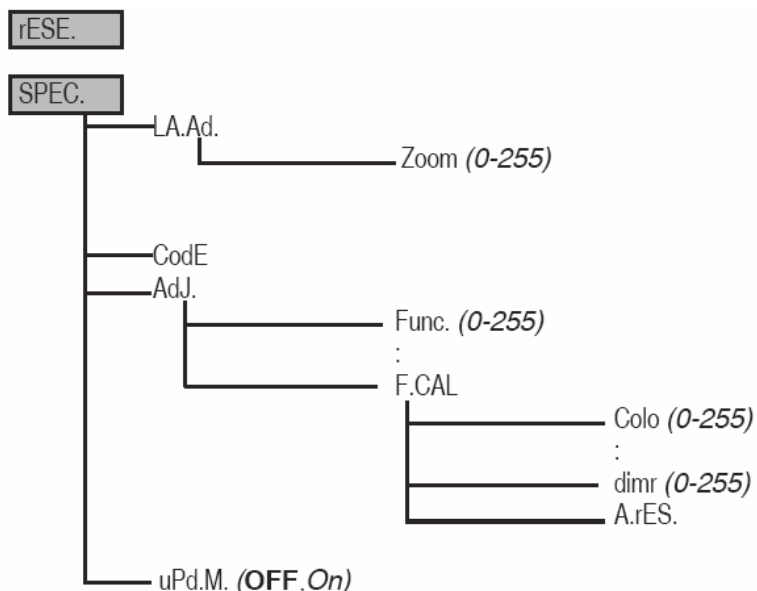 rESE.
SPEC.
LA.Ad.
Zoom (0-255)
CodE
AdJ.
Func. (0-255)
:
F.CAL
Colo (0-255)
:
dimr (0-255)
A.rES.
uPd.M. (OFF.On)